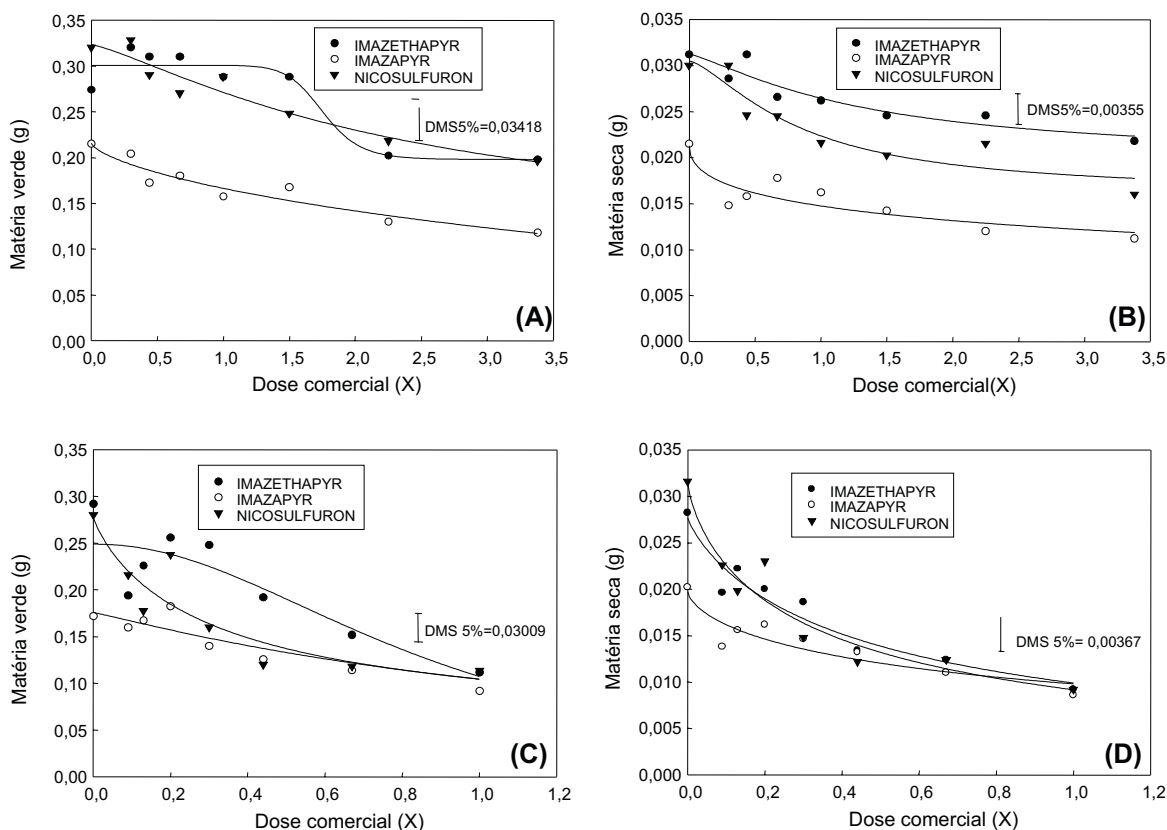 0,35
0,30
0,25
0,20
0,15
0,10
0,05
0,00
Matéria verde (g)
IMAZETHAPYR
IMAZAPYR
NICOSULFURON
DMS5%=0,03418
(A)
0,0 0,5 1,0 1,5 2,0 2,5 3,0 3,5
Dose comercial (X)
0,035
0,030
0,025
0,020
0,015
0,010
0,005
0,000
Matéria seca (g)
IMAZETHAPYR
IMAZAPYR
NICOSULFURON
DMS5%=0,00355
(B)
0,0 0,5 1,0 1,5 2,0 2,5 3,0 3,5
Dose comercial(X)
0,35
0,30
0,25
0,20
0,15
0,10
0,05
0,00
Matéria verde (g)
IMAZETHAPYR
IMAZAPYR
NICOSULFURON
DMS 5%=0,03009
(C)
0,0 0,2 0,4 0,6 0,8 1,0 1,2
Dose comercial (X)
0,035
0,030
0,025
0,020
0,015
0,010
0,005
0,000
Matéria seca (g)
IMAZETHAPYR
IMAZAPYR
NICOSULFURON
DMS 5%= 0,00367
(D)
0,0 0,2 0,4 0,6 0,8 1,0 1,2
Dose comercial (X)